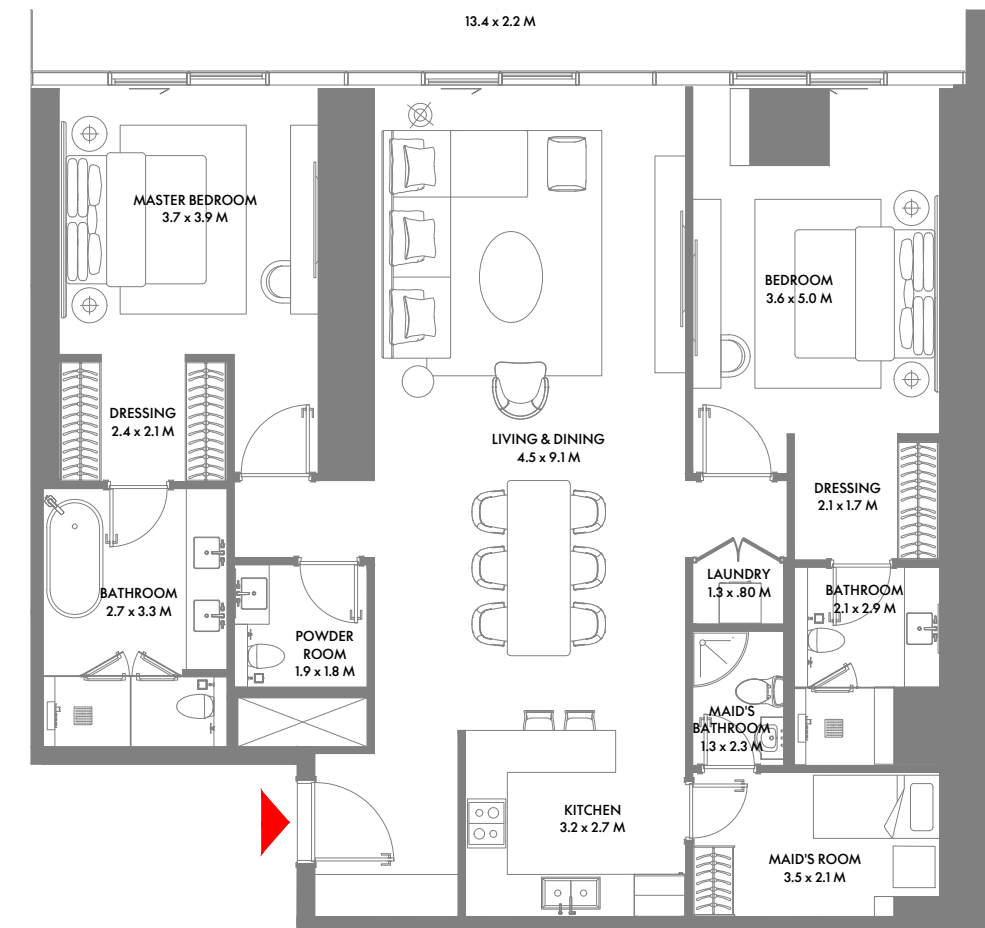 13.4 x 2.2 M
MASTER BEDROOM
3.7 x 3.9 M
BEDROOM
3.6 x 5.0 M
DRESSING
2.4 x 2.1 M
LIVING & DINING
4.5 x 9.1 M
DRESSING
2.1 x 1.7 M
BATHROOM
2.7 x 3.3 M
LAUNDRY
1.3 x .80 M
BATHROOM
2.1 x 2.9 M
POWDER
ROOM
1.9 x 1.8 M
MAID'S
BATHROOM
1.3 x 2.3 M
KITCHEN
3.2 x 2.7 M
MAID'S ROOM
3.5 x 2.1 M